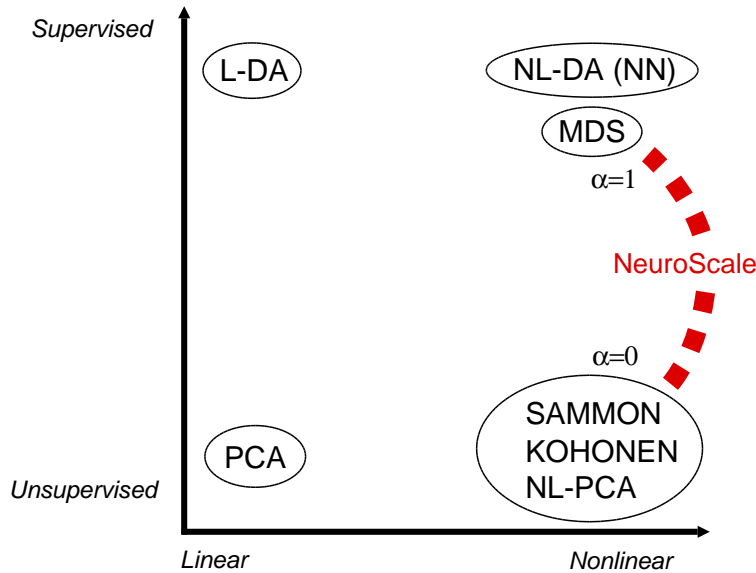 Supervised
L-DA
NL-DA (NN)
MDS
α=1
NeuroScale
α=0
SAMMON
KOHONEN
NL-PCA
PCA
Unsupervised
Linear
Nonlinear